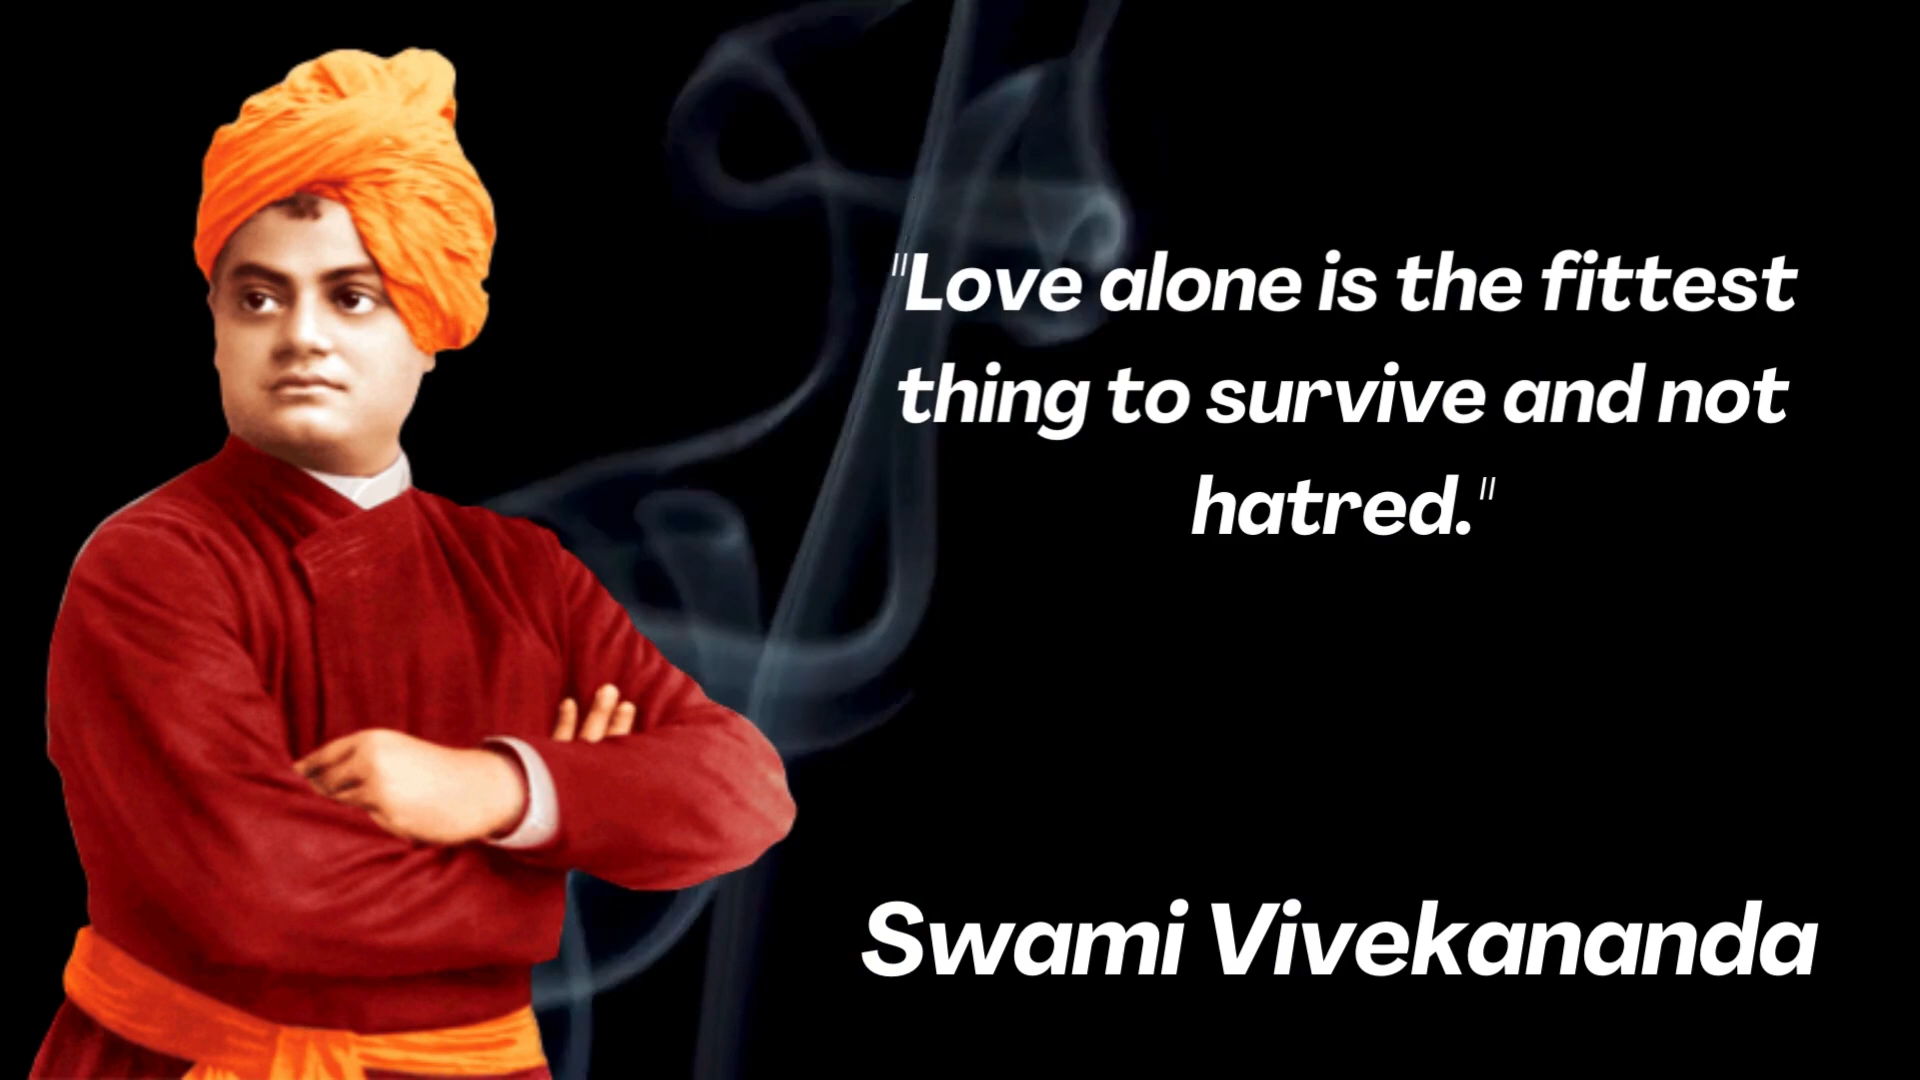 "Love alone is the fittest
thing to survive and not
hatred."
Swami Vivekananda